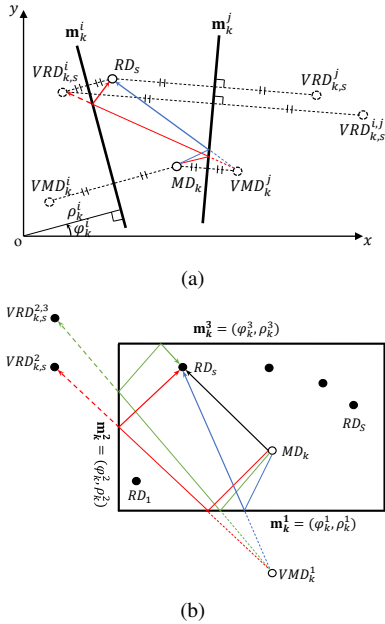 y
m_k^i
m_k^j
VRD_{k,s}^i
RD_s
VRD_{k,s}^j
VRD_{k,s}^{i,j}
VMD_k^i
MD_k
VMD_k^j
ρ_k^i
φ_k^i
o
x
(a)
VRD_{k,s}^{2,3}
m_k^3 = (φ_k^3, ρ_k^3)
VRD_{k,s}^2
RD_s
RD_S
m_k^2 = (φ_k^2, ρ_k^2)
MD_k
RD_1
m_k^1 = (φ_k^1, ρ_k^1)
VMD_k^1
(b)